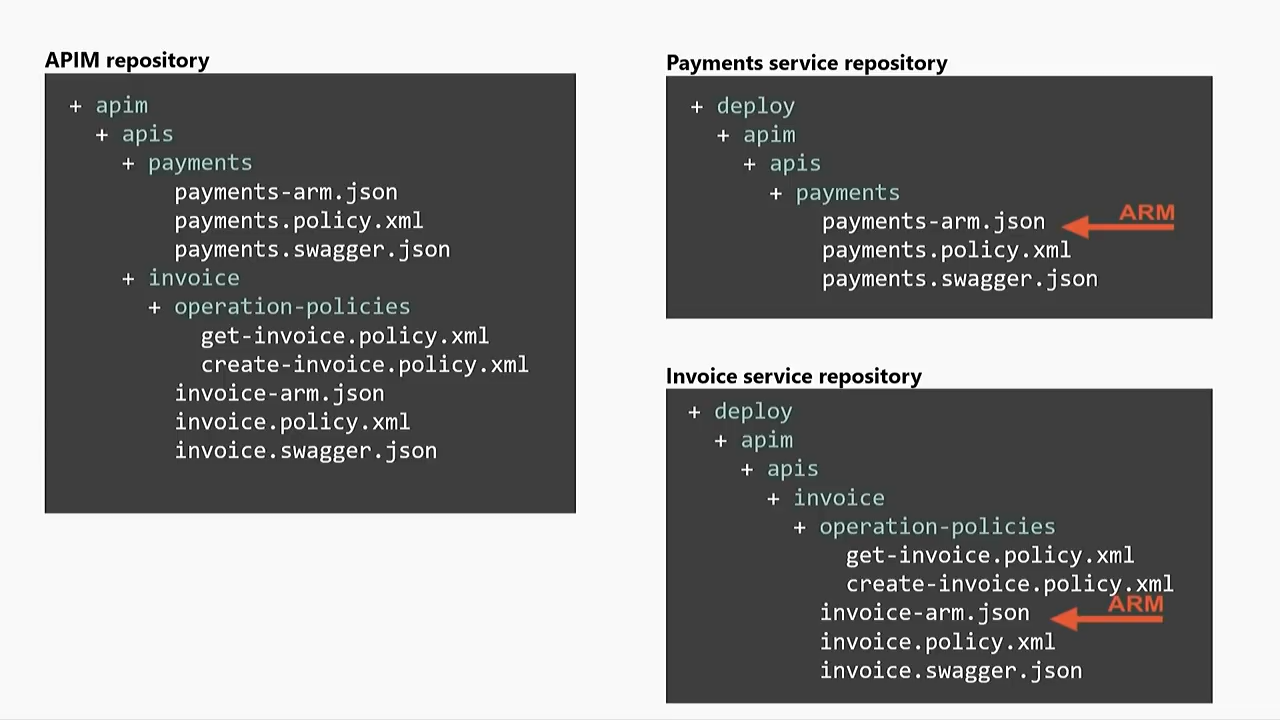 APIM repository
+ apim
+ apis
+ payments
payments-arm.json
payments.policy.xml
payments.swagger.json
+ invoice
+ operation-policies
get-invoice.policy.xml
create-invoice.policy.xml
invoice-arm.json
invoice.policy.xml
invoice.swagger.json
Payments service repository
+ deploy
+ apim
+ apis
+ payments
payments-arm.json ARM
payments.policy.xml
payments.swagger.json
Invoice service repository
+ deploy
+ apim
+ apis
+ invoice
+ operation-policies
get-invoice.policy.xml
create-invoice.policy.xml
invoice-arm.json ARM
invoice.policy.xml
invoice.swagger.json